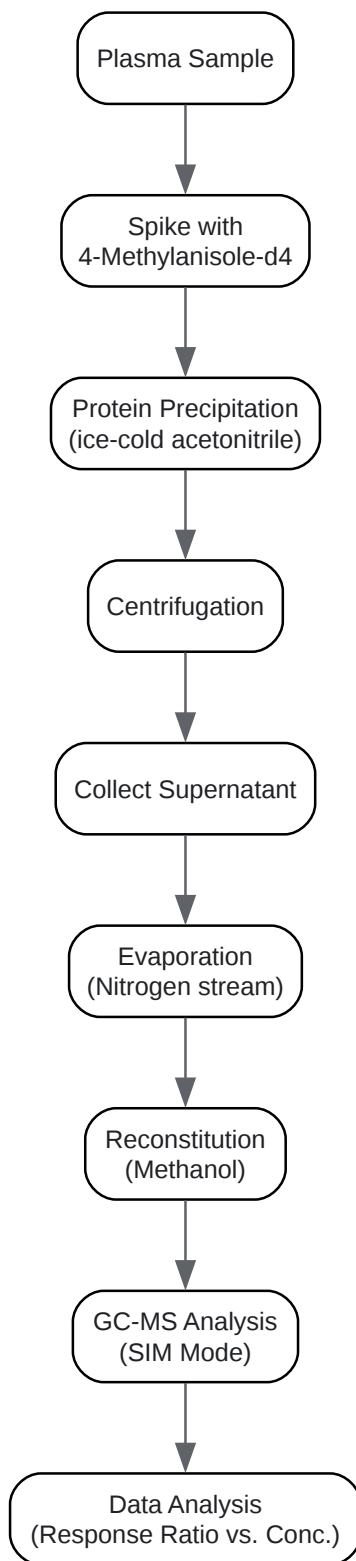 Plasma Sample
Spike with
4-Methylanisole-d4
Protein Precipitation
(ice-cold acetonitrile)
Centrifugation
Collect Supernatant
Evaporation
(Nitrogen stream)
Reconstitution
(Methanol)
GC-MS Analysis
(SIM Mode)
Data Analysis
(Response Ratio vs. Conc.)